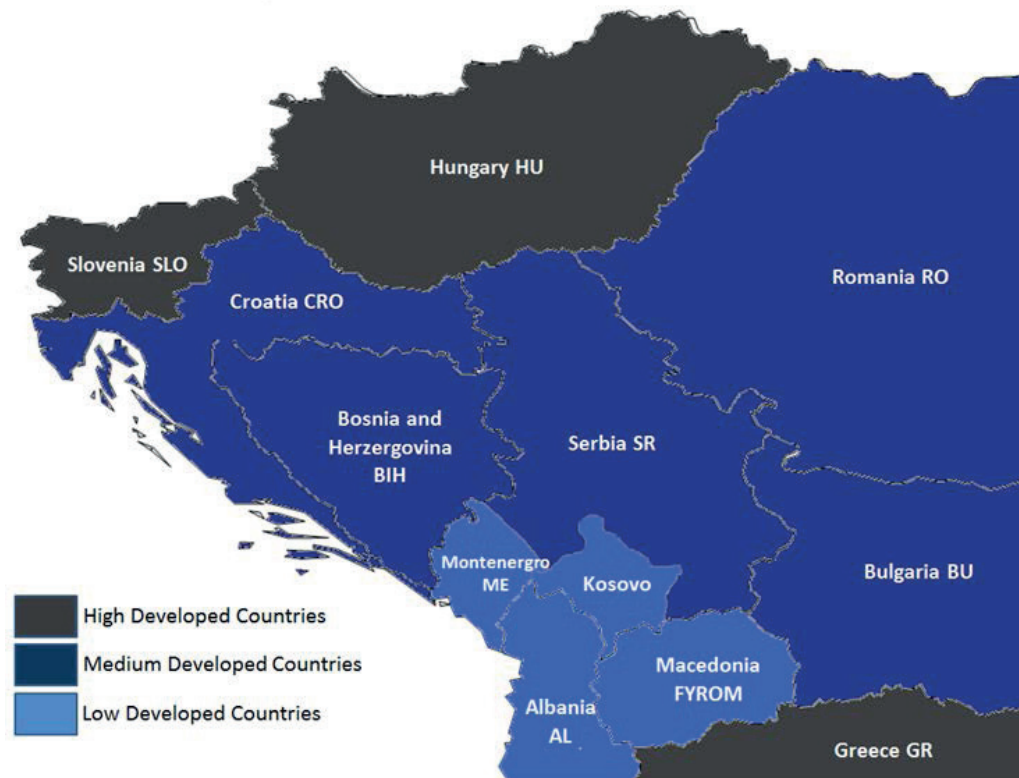 Hungary HU
Slovenia SLO
Romania RO
Croatia CRO
Bosnia and
Herzergovina
BIH
Serbia SR
Montenergro
ME
Kosovo
Bulgaria BU
High Developed Countries
Medium Developed Countries
Low Developed Countries
Macedonia
FYROM
Albania
AL
Greece GR